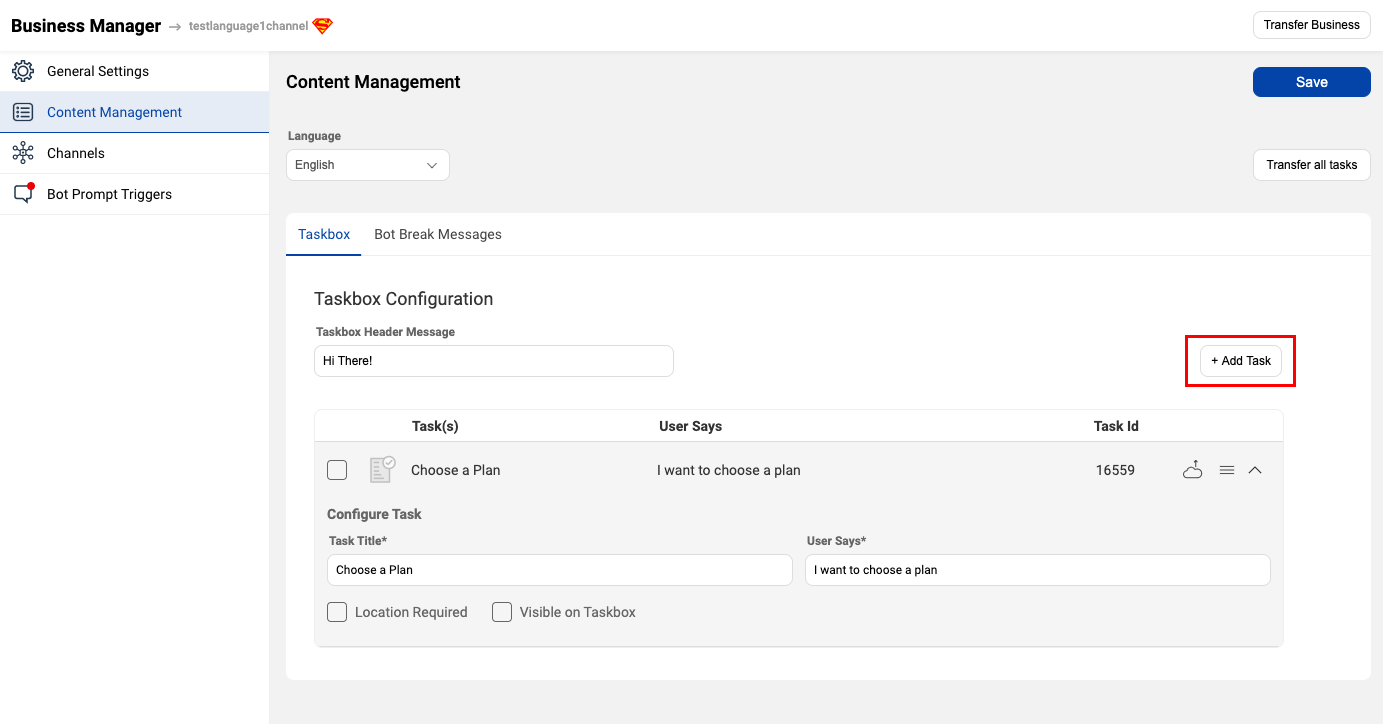 Business Manager → testlanguage1channel
Transfer Business
General Settings
Content Management
Channels
Bot Prompt Triggers
Content Management
Save
Language
English
Transfer all tasks
Taskbox Bot Break Messages
Taskbox Configuration
Taskbox Header Message
Hi There!
+ Add Task
Task(s) User Says Task Id
Choose a Plan I want to choose a plan 16559
Configure Task
Task Title* User Says*
Choose a Plan I want to choose a plan
Location Required Visible on Taskbox